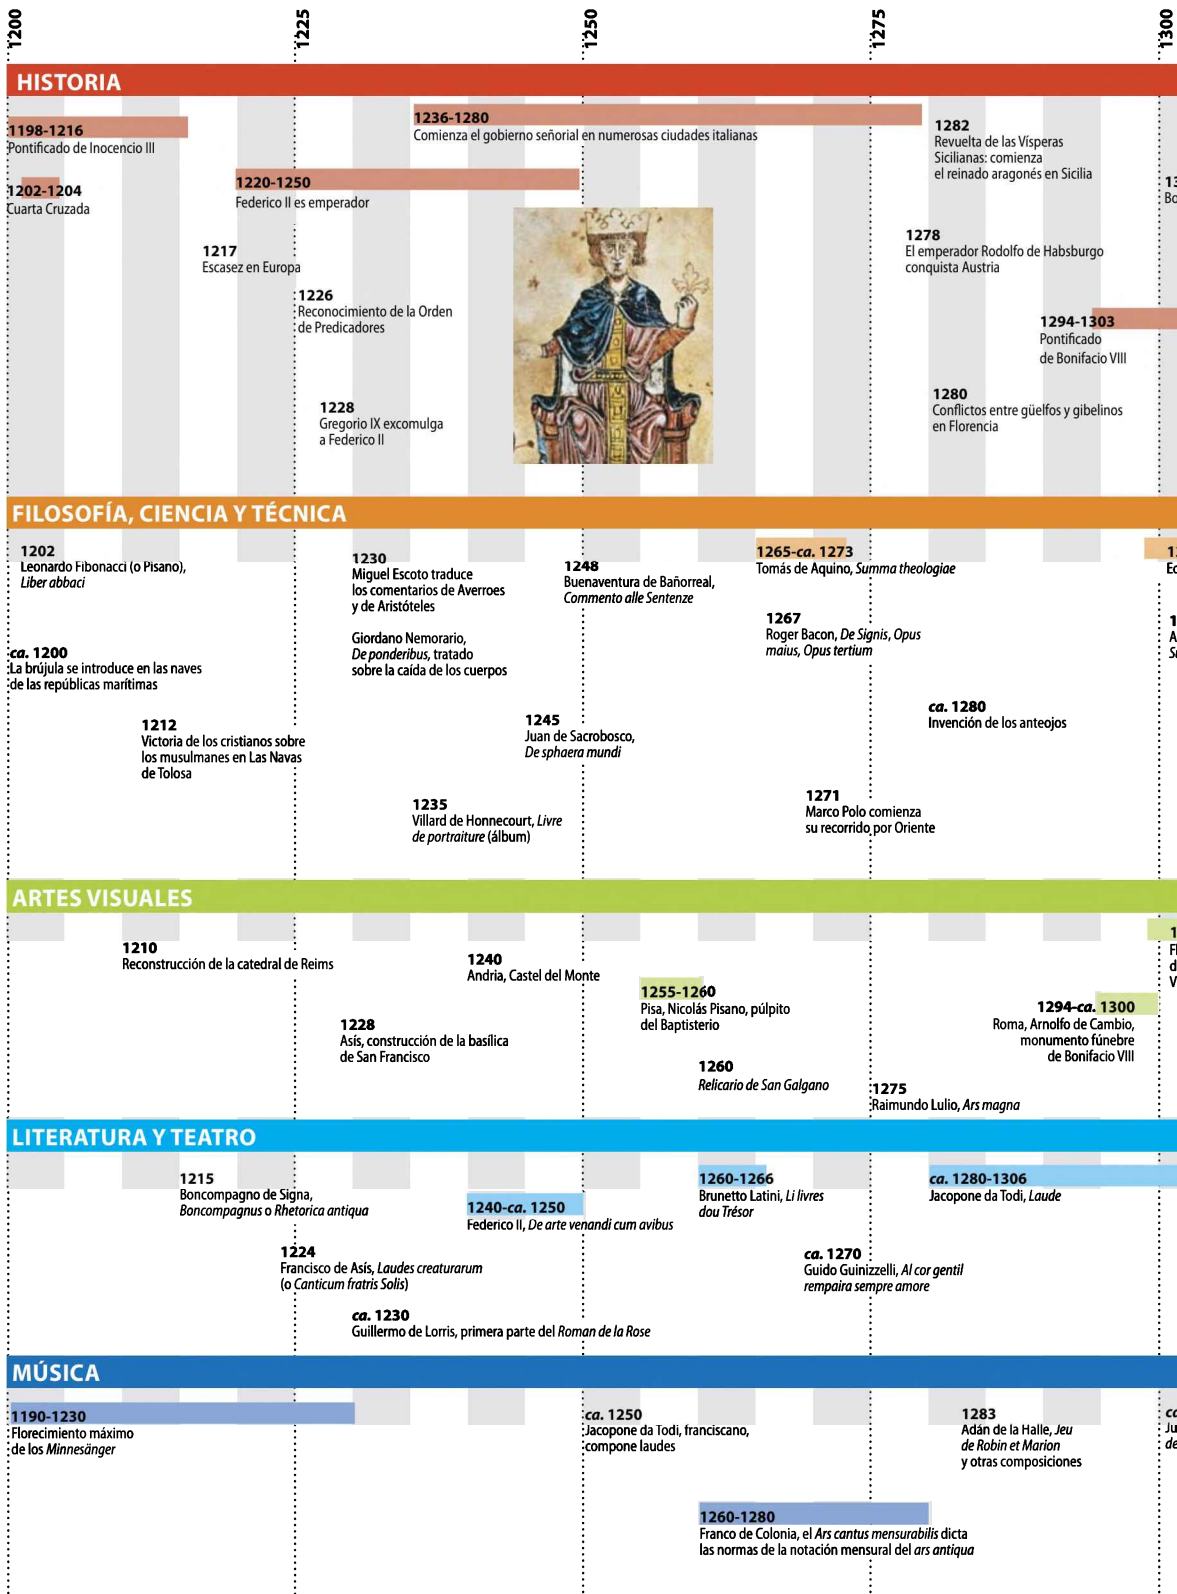 1200
1225
1250
1275
1300
HISTORIA
1198-1216
Pontificado de Inocencio III
1202-1204
Cuarta Cruzada
1217
Escasez en Europa
1220-1250
Federico II es emperador
1226
Reconocimiento de la Orden
de Predicadores
1228
Gregorio IX excomulga
a Federico II
1236-1280
Comienza el gobierno señorial en numerosas ciudades italianas
1282
Revuelta de las Vísperas
Sicilianas: comienza
el reinado aragonés en Sicilia
1278
El emperador Rodolfo de Habsburgo
conquista Austria
1294-1303
Pontificado
de Bonifacio VIII
1280
Conflictos entre güelfos y gibelinos
en Florencia
FILOSOFÍA, CIENCIA Y TÉCNICA
1202
Leonardo Fibonacci (o Pisano),
Liber abbaci
ca. 1200
La brújula se introduce en las naves
de las repúblicas marítimas
1212
Victoria de los cristianos sobre
los musulmanes en Las Navas
de Tolosa
1230
Miguel Escoto traduce
los comentarios de Averroes
y de Aristóteles
Giordano Nemorario,
De ponderibus, tratado
sobre la caída de los cuerpos
1235
Villard de Honnecourt, Livre
de portraiture (álbum)
1248
Buenaventura de Bañorreal,
Commento alle Sentenze
1245
Juan de Sacrobosco,
De sphaera mundi
1265-ca. 1273
Tomás de Aquino, Summa theologiae
1267
Roger Bacon, De Signis, Opus
maius, Opus tertium
1271
Marco Polo comienza
su recorrido por Oriente
ca. 1280
Invención de los anteojos
ARTES VISUALES
1210
Reconstrucción de la catedral de Reims
1228
Asís, construcción de la basílica
de San Francisco
1240
Andria, Castel del Monte
1255-1260
Pisa, Nicolás Pisano, púlpito
del Baptisterio
1260
Relicario de San Galgano
1275
Raimundo Lulio, Ars magna
1294-ca. 1300
Roma, Arnolfo de Cambio,
monumento fúnebre
de Bonifacio VIII
LITERATURA Y TEATRO
1215
Boncompagno de Signa,
Boncompagnus o Rhetorica antiqua
1224
Francisco de Asís, Laudes creaturarum
(o Canticum fratris Solis)
ca. 1230
Guillermo de Lorris, primera parte del Roman de la Rose
1240-ca. 1250
Federico II, De arte venandi cum avibus
1260-1266
Brunetto Latini, Li livres
dou Trésor
ca. 1270
Guido Guinizzelli, Al cor gentil
rempaira sempre amore
ca. 1280-1306
Jacopone da Todi, Laude
MÚSICA
1190-1230
Florecimiento máximo
de los Minnesänger
ca. 1250
Jacopone da Todi, franciscano,
compone laudes
1260-1280
Franco de Colonia, el Ars cantus mensurabilis dicta
las normas de la notación mensural del ars antiqua
1283
Adán de la Halle, Jeu
de Robin et Marion
y otras composiciones